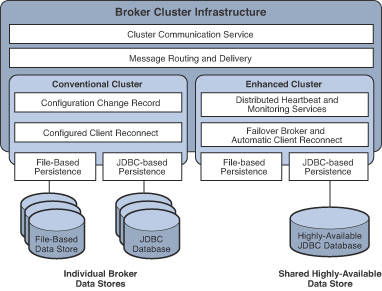 Broker Cluster Infrastructure
Cluster Communication Service
Message Routing and Delivery
Conventional Cluster
Configuration Change Record
Configured Client Reconnect
File-Based
Persistence
JDBC-based
Persistence
Enhanced Cluster
Distributed Heartbeat and
Monitoring Services
Failover Broker and
Automatic Client Reconnect
File-based
Persistence
JDBC-based
Persistence
File-Based
Data Store
JDBC
Database
Highly-Available
JDBC Database
Individual Broker
Data Stores
Shared Highly-Available
Data Store